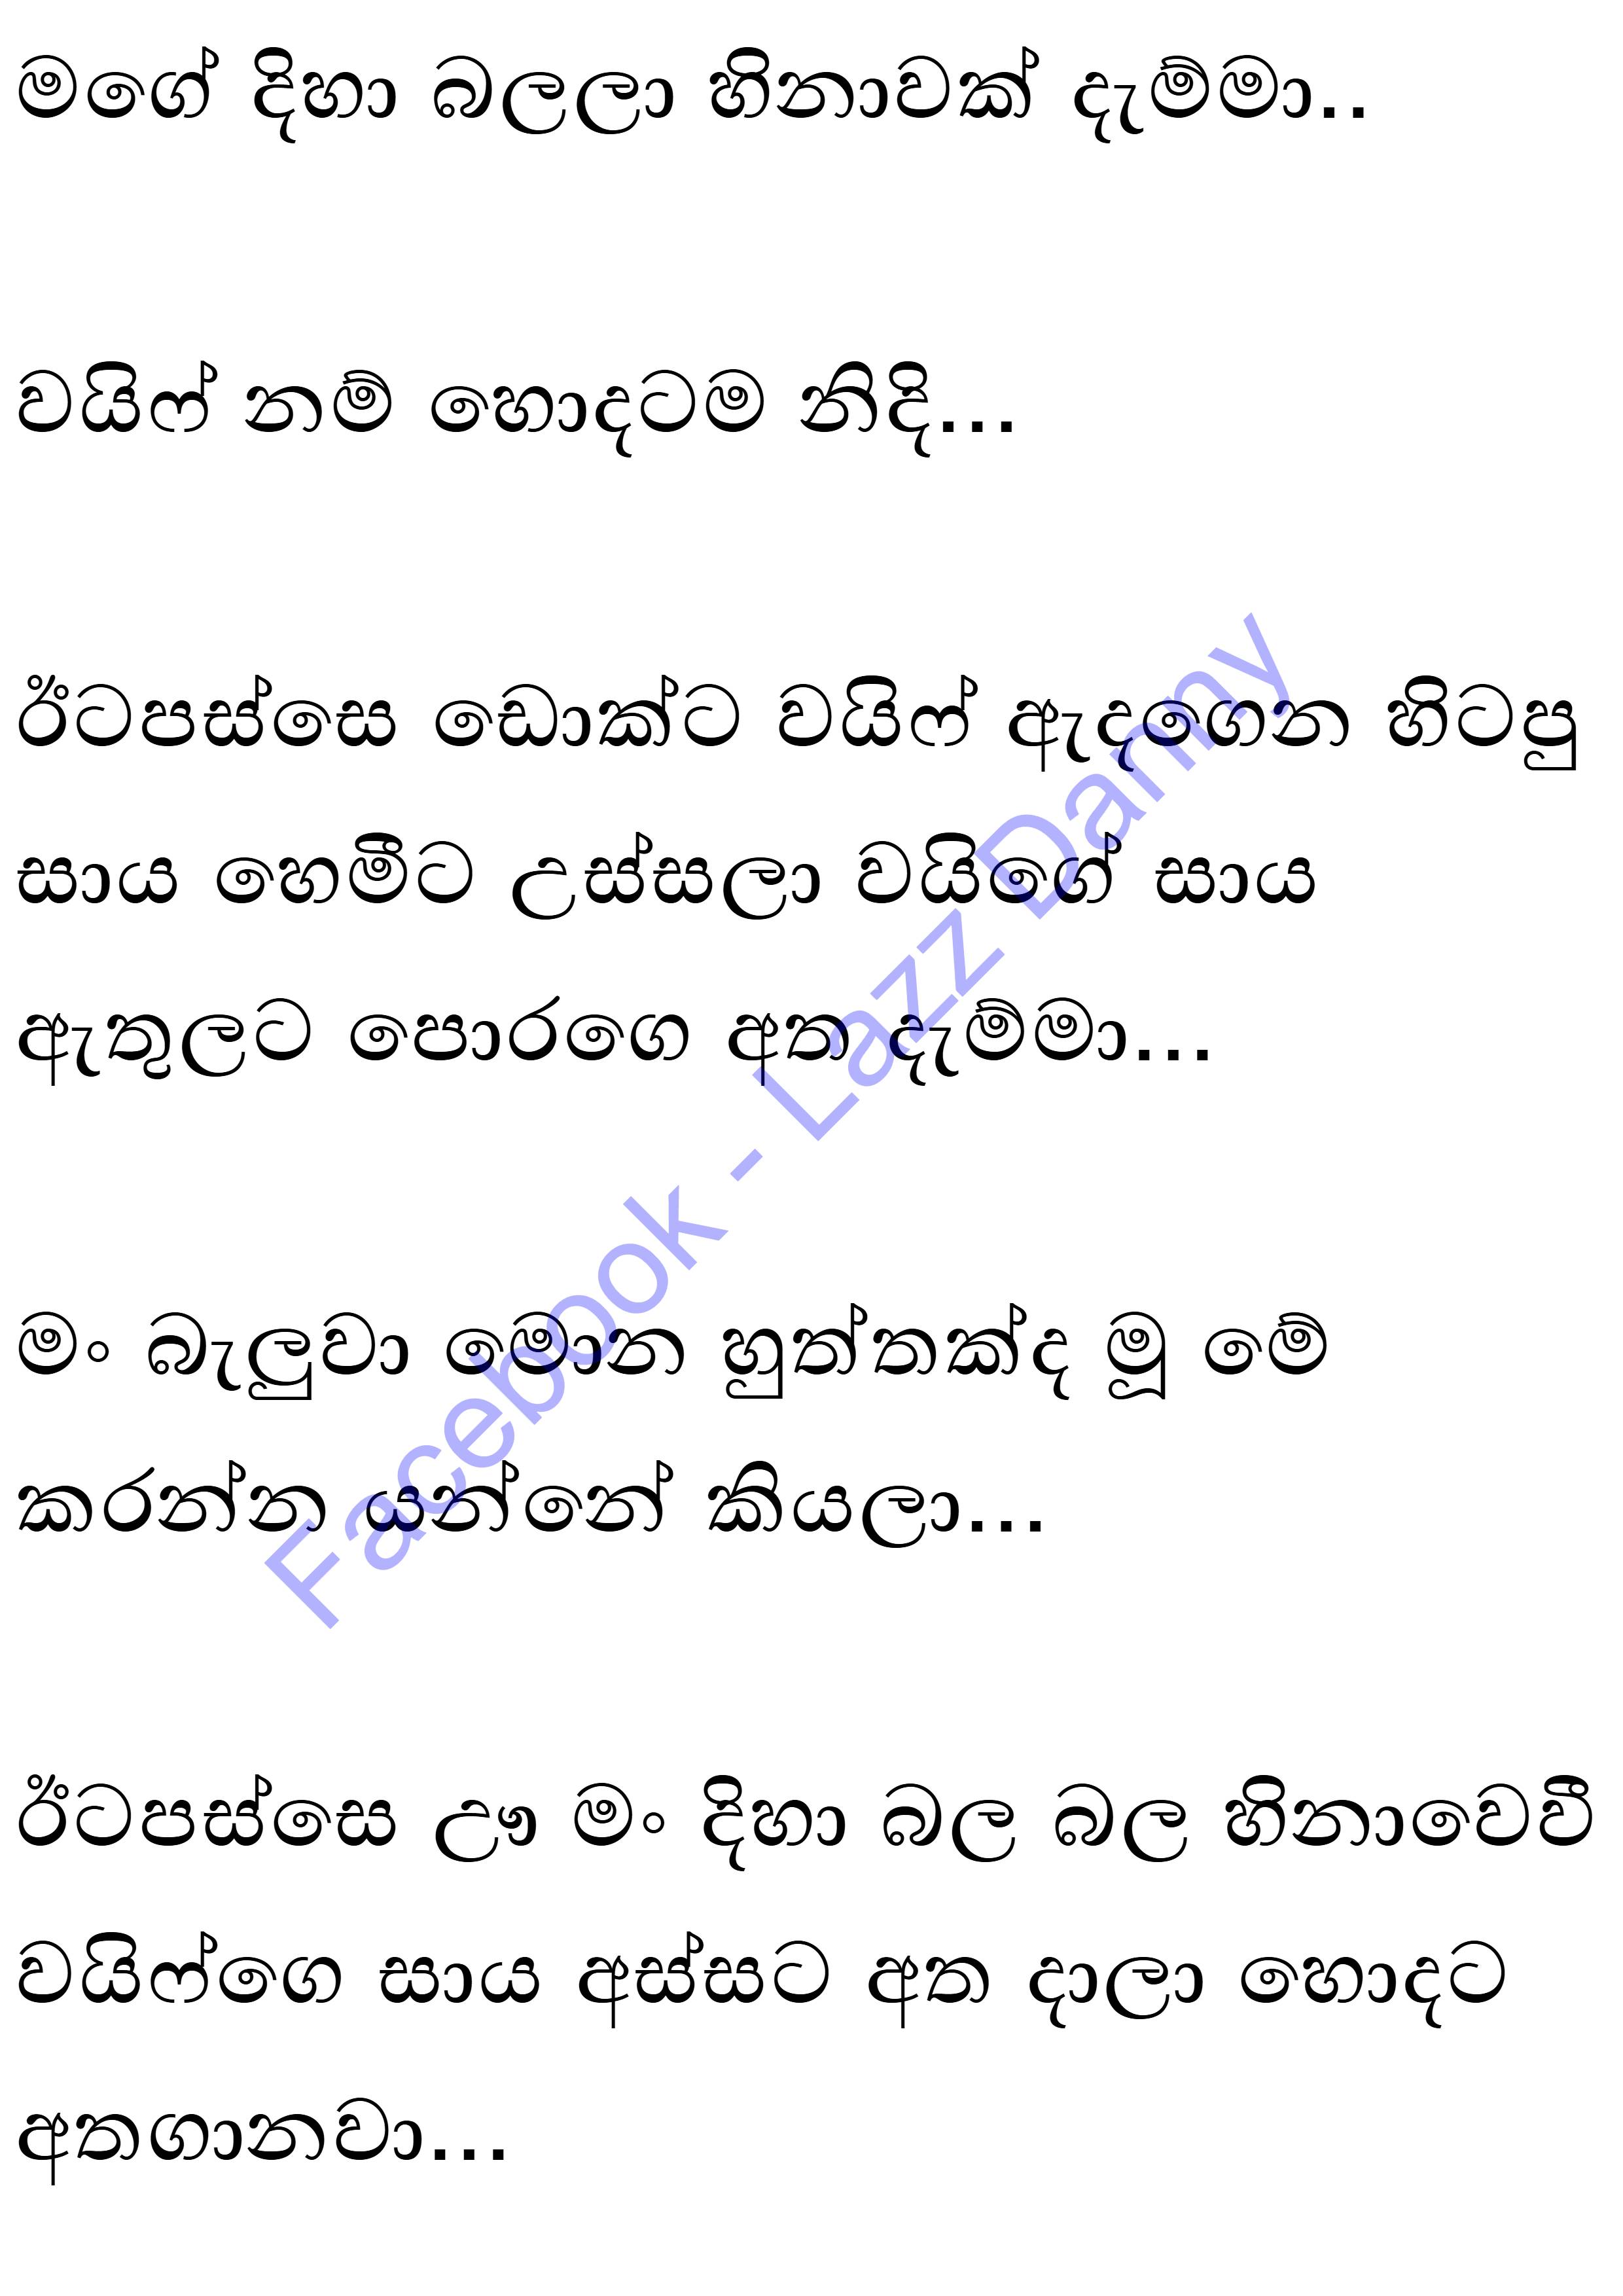 මගේ දිහා බලලා හිනාවක් දැම්මා..
වයිෆ් නම් හොදටම නිදි...
ඊටපස්සෙ ඩොක්ට වයිෆ් ඇදගෙන හිටපු
සාය හෙමීට උස්සලා වයිගේ සාය
ඇතුලට පොරගෙ අත දැම්මා...
මං බැලුවා මොන හුත්තක්ද මූ මේ
කරන්න යන්නේ කියලා...
ඊටපස්සෙ ඌ මං දිහා බල බල හිනාවෙවී
වයිෆ්ගෙ සාය අස්සට අත දාලා හොදට
අතගානවා...
Facebook - Lazz Danny